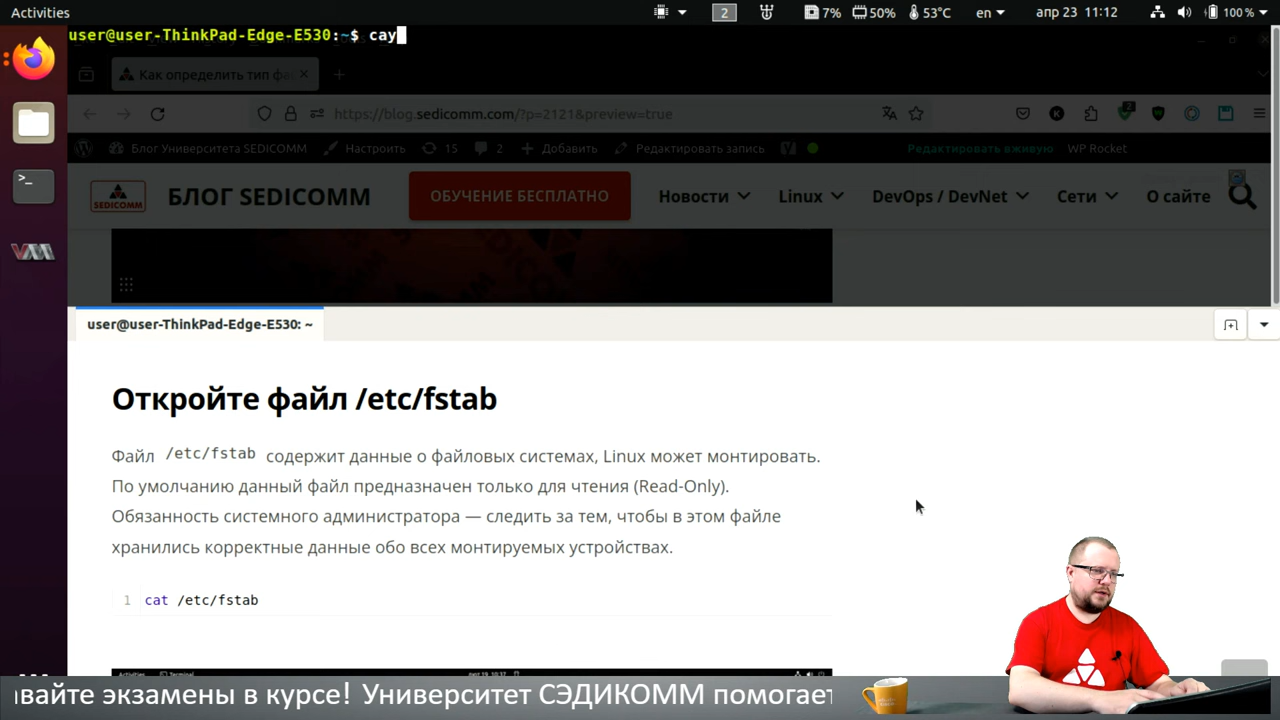 Activities
2
7%
50%
53°C
en
апр 23 11:12
100 %
user@user-ThinkPad-Edge-E530:~$ cay
Как определить тип фа
https://blog.sedicomm.com/?p=2121&preview=true
2
Блог Университета SEDICOMM
Настроить
15
2
Добавить
Редактировать запись
Редактировать вживую
WP Rocket
SEDICOMM
БЛОГ SEDICOMM
ОБУЧЕНИЕ БЕСПЛАТНО
Новости
Linux
DevOps / DevNet
Сети
О сайте
user@user-ThinkPad-Edge-E530: ~
Откройте файл /etc/fstab
Файл /etc/fstab содержит данные о файловых системах, Linux может монтировать.
По умолчанию данный файл предназначен только для чтения (Read-Only).
Обязанность системного администратора — следить за тем, чтобы в этом файле
хранились корректные данные обо всех монтируемых устройствах.
1 cat /etc/fstab
Activities
Terminal
авайте экзамены в курсе! Университет СЭДИКОММ помогает